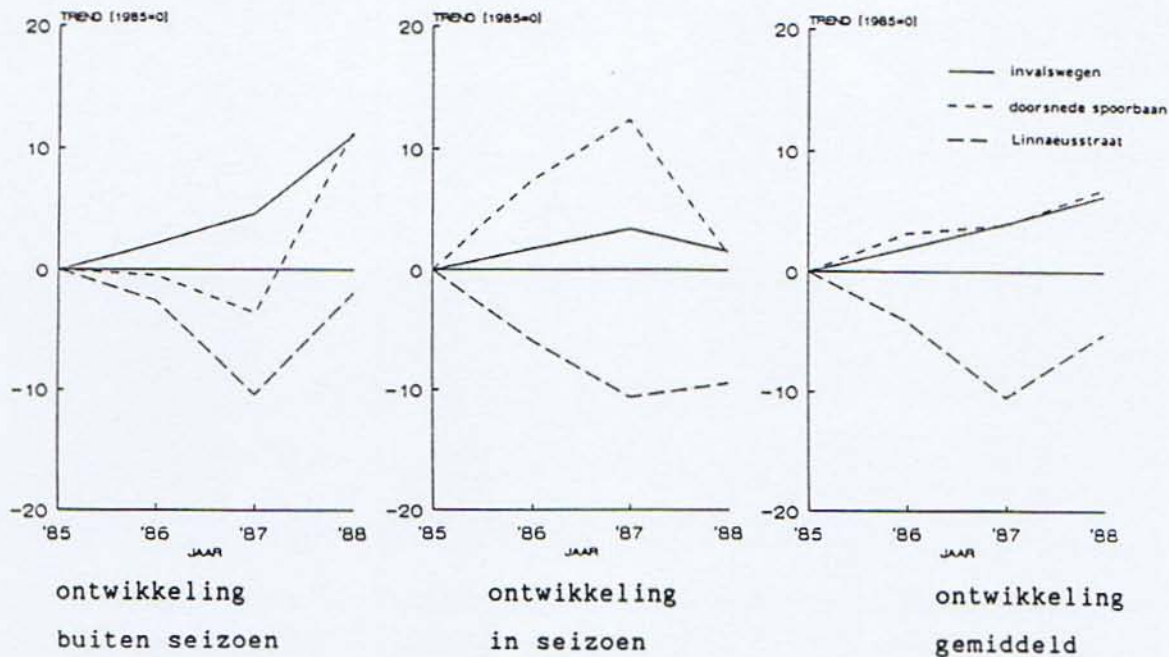 TREND [1985=0]
20
10
0
-10
-20
'85 '86 '87 '88
JAAR
ontwikkeling
buiten seizoen
TREND [1985=0]
20
10
0
-10
-20
'85 '86 '87 '88
JAAR
ontwikkeling
in seizoen
TREND [1985=0]
20
10
0
-10
-20
'85 '86 '87 '88
JAAR
invalswegen
doorsnede spoorbaan
Linnaeusstraat
ontwikkeling
gemiddeld